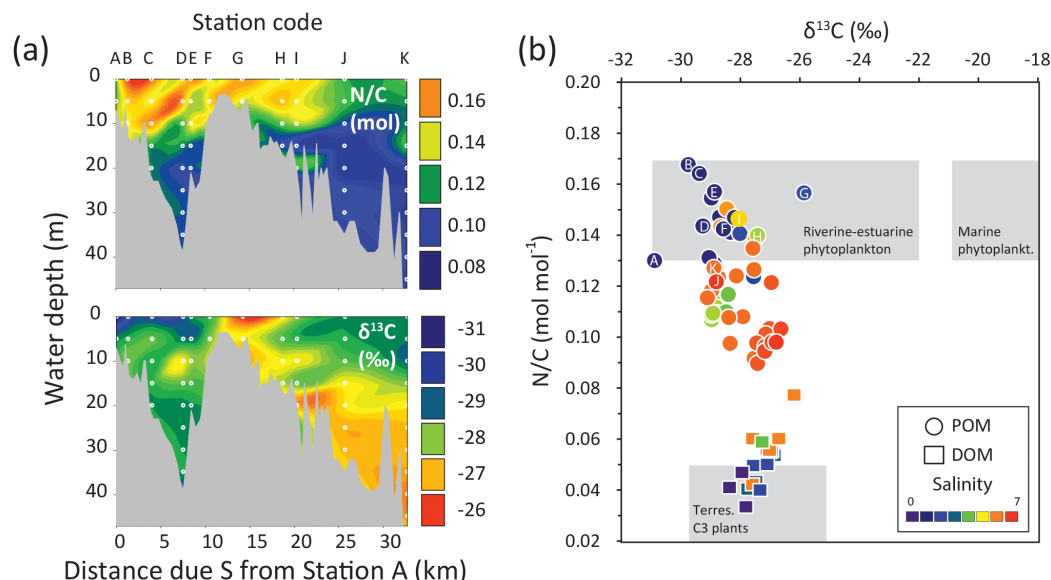 Station code
(a)
A B C D E F G H I J K
0
10
20
30
40
N/C
(mol)
0.16
0.14
0.12
0.10
0.08
Water depth (m)
0
10
20
30
40
δ¹³C
(‰)
-31
-30
-29
-28
-27
-26
0 5 10 15 20 25 30
Distance due S from Station A (km)
(b)
δ¹³C (‰)
-32 -30 -28 -26 -24 -22 -20 -18
N/C (mol mol⁻¹)
0.20
0.18
0.16
0.14
0.12
0.10
0.08
0.06
0.04
0.02
B
C
E
G
D
F
I
H
A
K
J
Riverine-estuarine
phytoplankton
Marine
phytoplankt.
Terres.
C3 plants
POM
DOM
Salinity
0 7